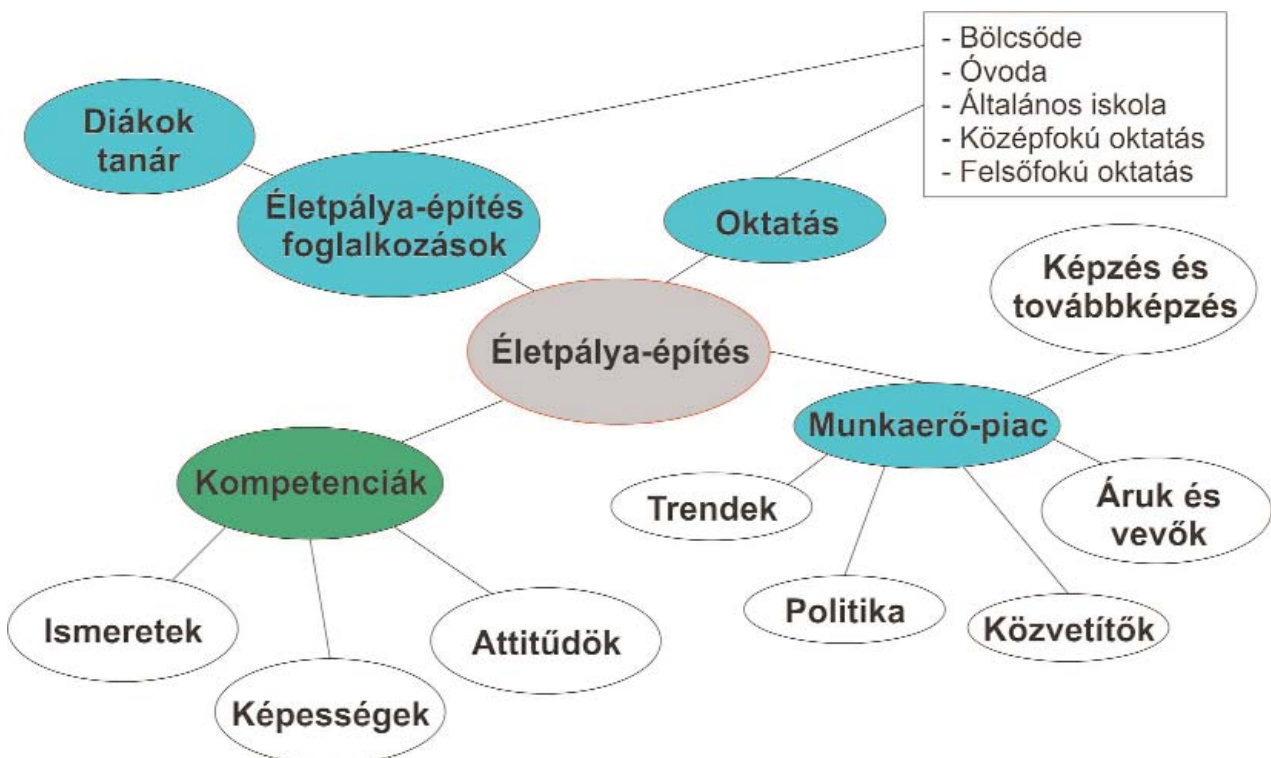 - Bölcsőde
- Óvoda
- Általános iskola
- Középfokú oktatás
- Felsőfokú oktatás
Diákok
tanár
Életpálya-építés
foglalkozások
Oktatás
Képzés és
továbbképzés
Életpálya-építés
Munkaerő-piac
Kompetenciák
Trendek
Áruk és
vevők
Politika
Közvetítők
Ismeretek
Attitűdök
Képességek